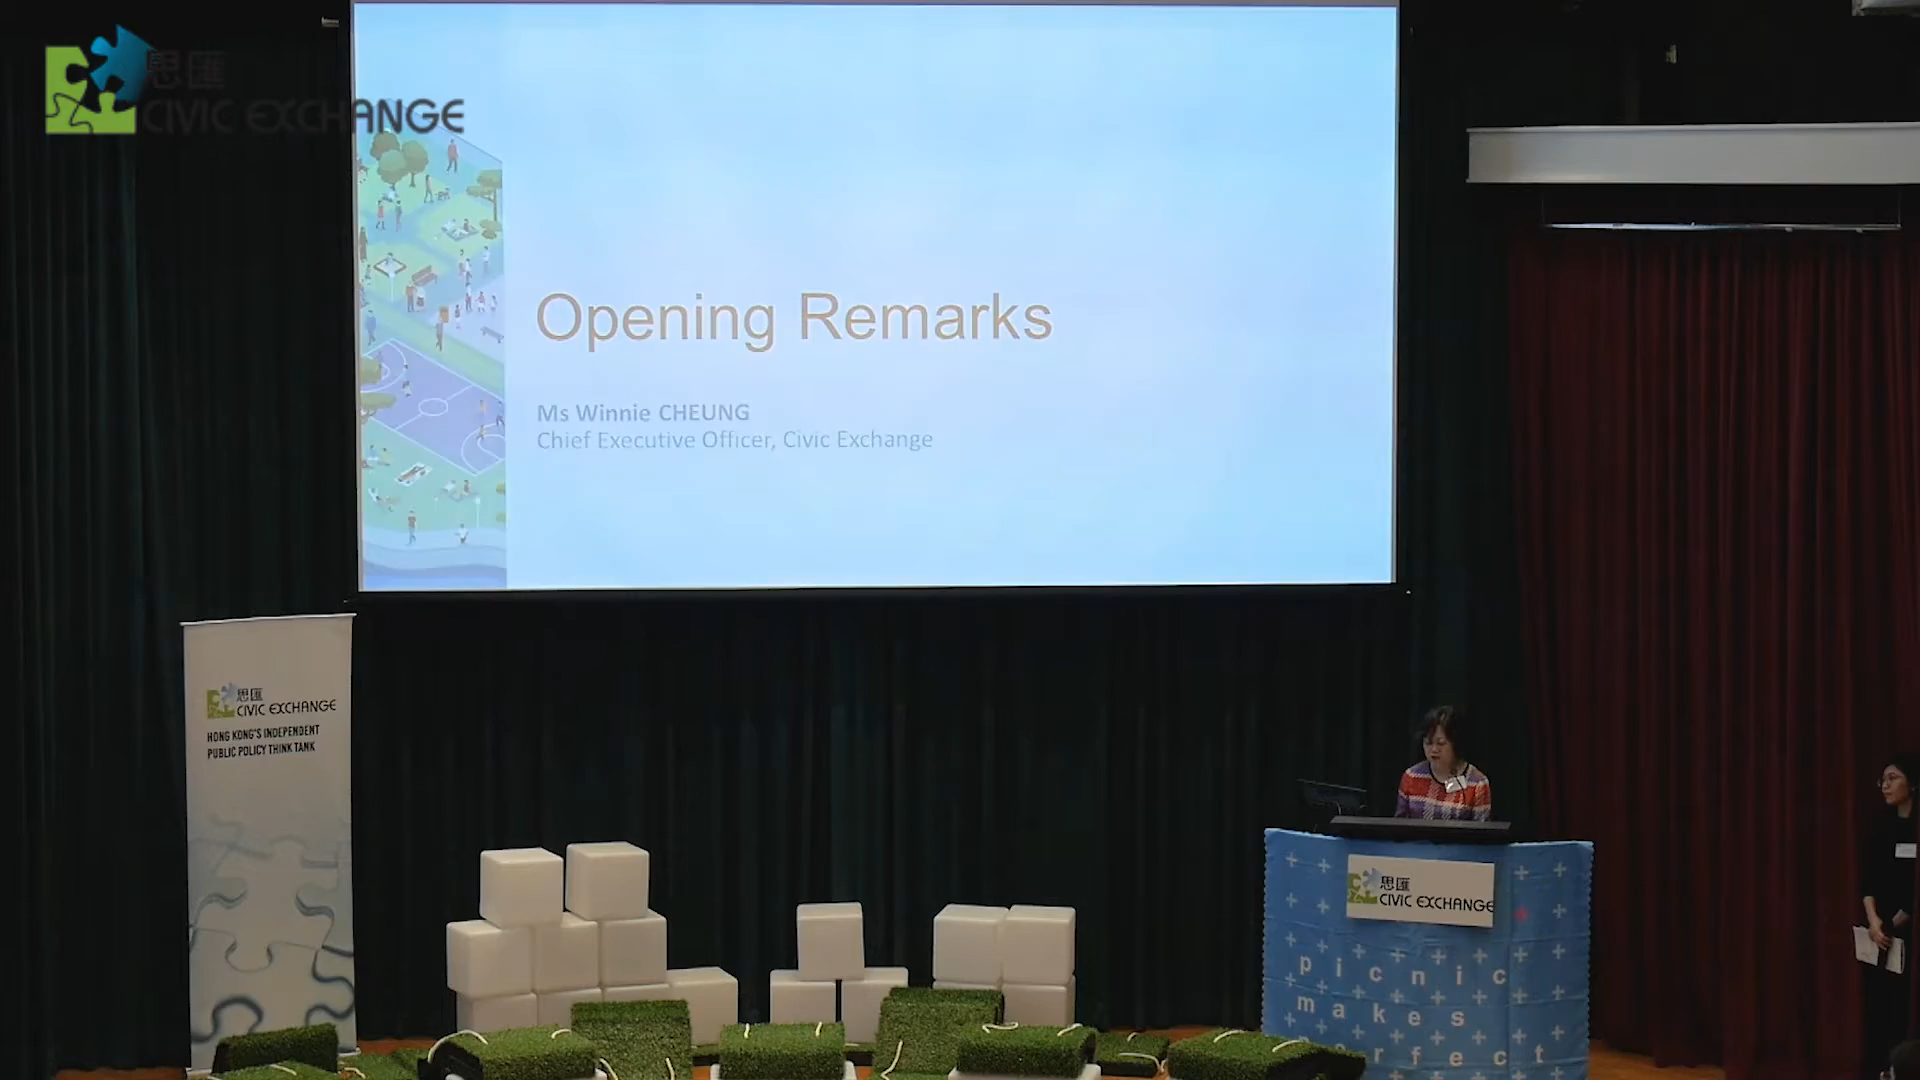 思匯
CIVIC EXCHANGE
Opening Remarks
Ms Winnie CHEUNG
Chief Executive Officer, Civic Exchange
思匯
CIVIC EXCHANGE
HONG KONG'S INDEPENDENT
PUBLIC POLICY THINK TANK
思匯
CIVIC EXCHANGE
picnic
makes
perfect